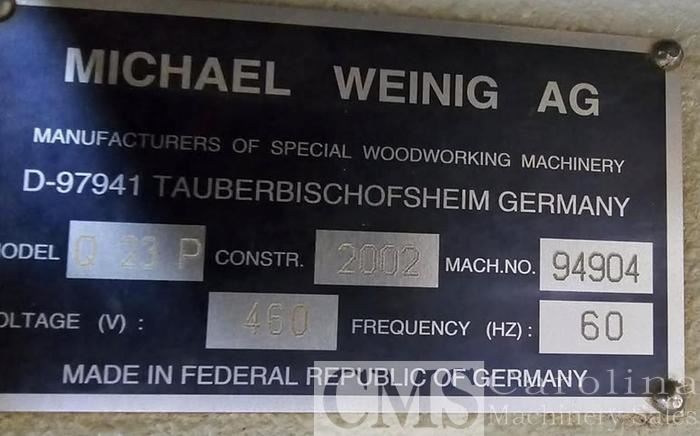 MICHAEL WEINIG AG
MANUFACTURERS OF SPECIAL WOODWORKING MACHINERY
D-97941 TAUBERBISCHOFSHEIM GERMANY
MODEL Q 23 P CONSTR. 2002 MACH.NO. 94904
OLTAGE (V) : 460 FREQUENCY (HZ) : 60
MADE IN FEDERAL REPUBLIC OF GERMANY
CMS Carolina
Machinery Sales